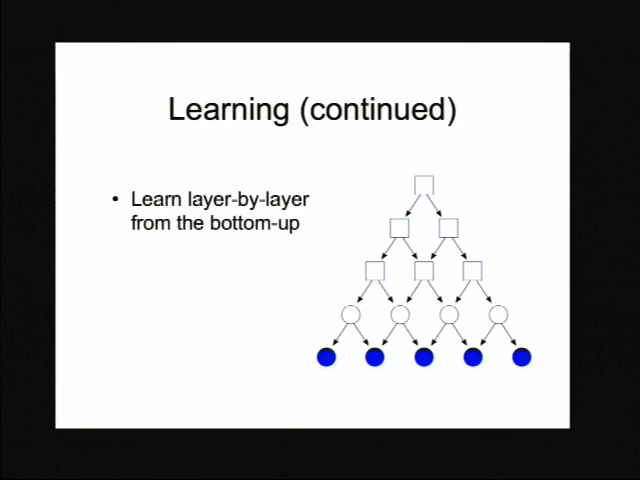 Learning (continued)
• Learn layer-by-layer
from the bottom-up